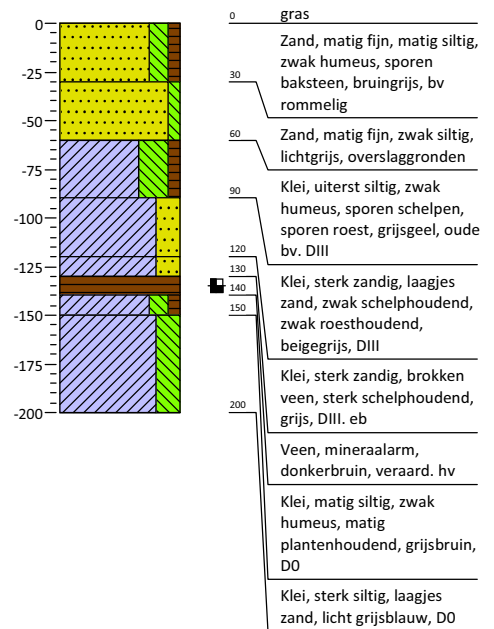 0
-25
-50
-75
-100
-125
-150
-175
-200
0
30
60
90
120
130
140
150
200
gras
Zand, matig fijn, matig siltig,
zwak humeus, sporen
baksteen, bruingrijs, bv
rommelig
Zand, matig fijn, zwak siltig,
lichtgrijs, overslaggronden
Klei, uiterst siltig, zwak
humeus, sporen schelpen,
sporen roest, grijsgeel, oude
bv. DIII
Klei, sterk zandig, laagjes
zand, zwak schelphoudend,
zwak roesthoudend,
beigegrijs, DIII
Klei, sterk zandig, brokken
veen, sterk schelphoudend,
grijs, DIII. eb
Veen, mineraalarm,
donkerbruin, veraard. hv
Klei, matig siltig, zwak
humeus, matig
plantenhoudend, grijsbruin,
D0
Klei, sterk siltig, laagjes
zand, licht grijsblauw, D0